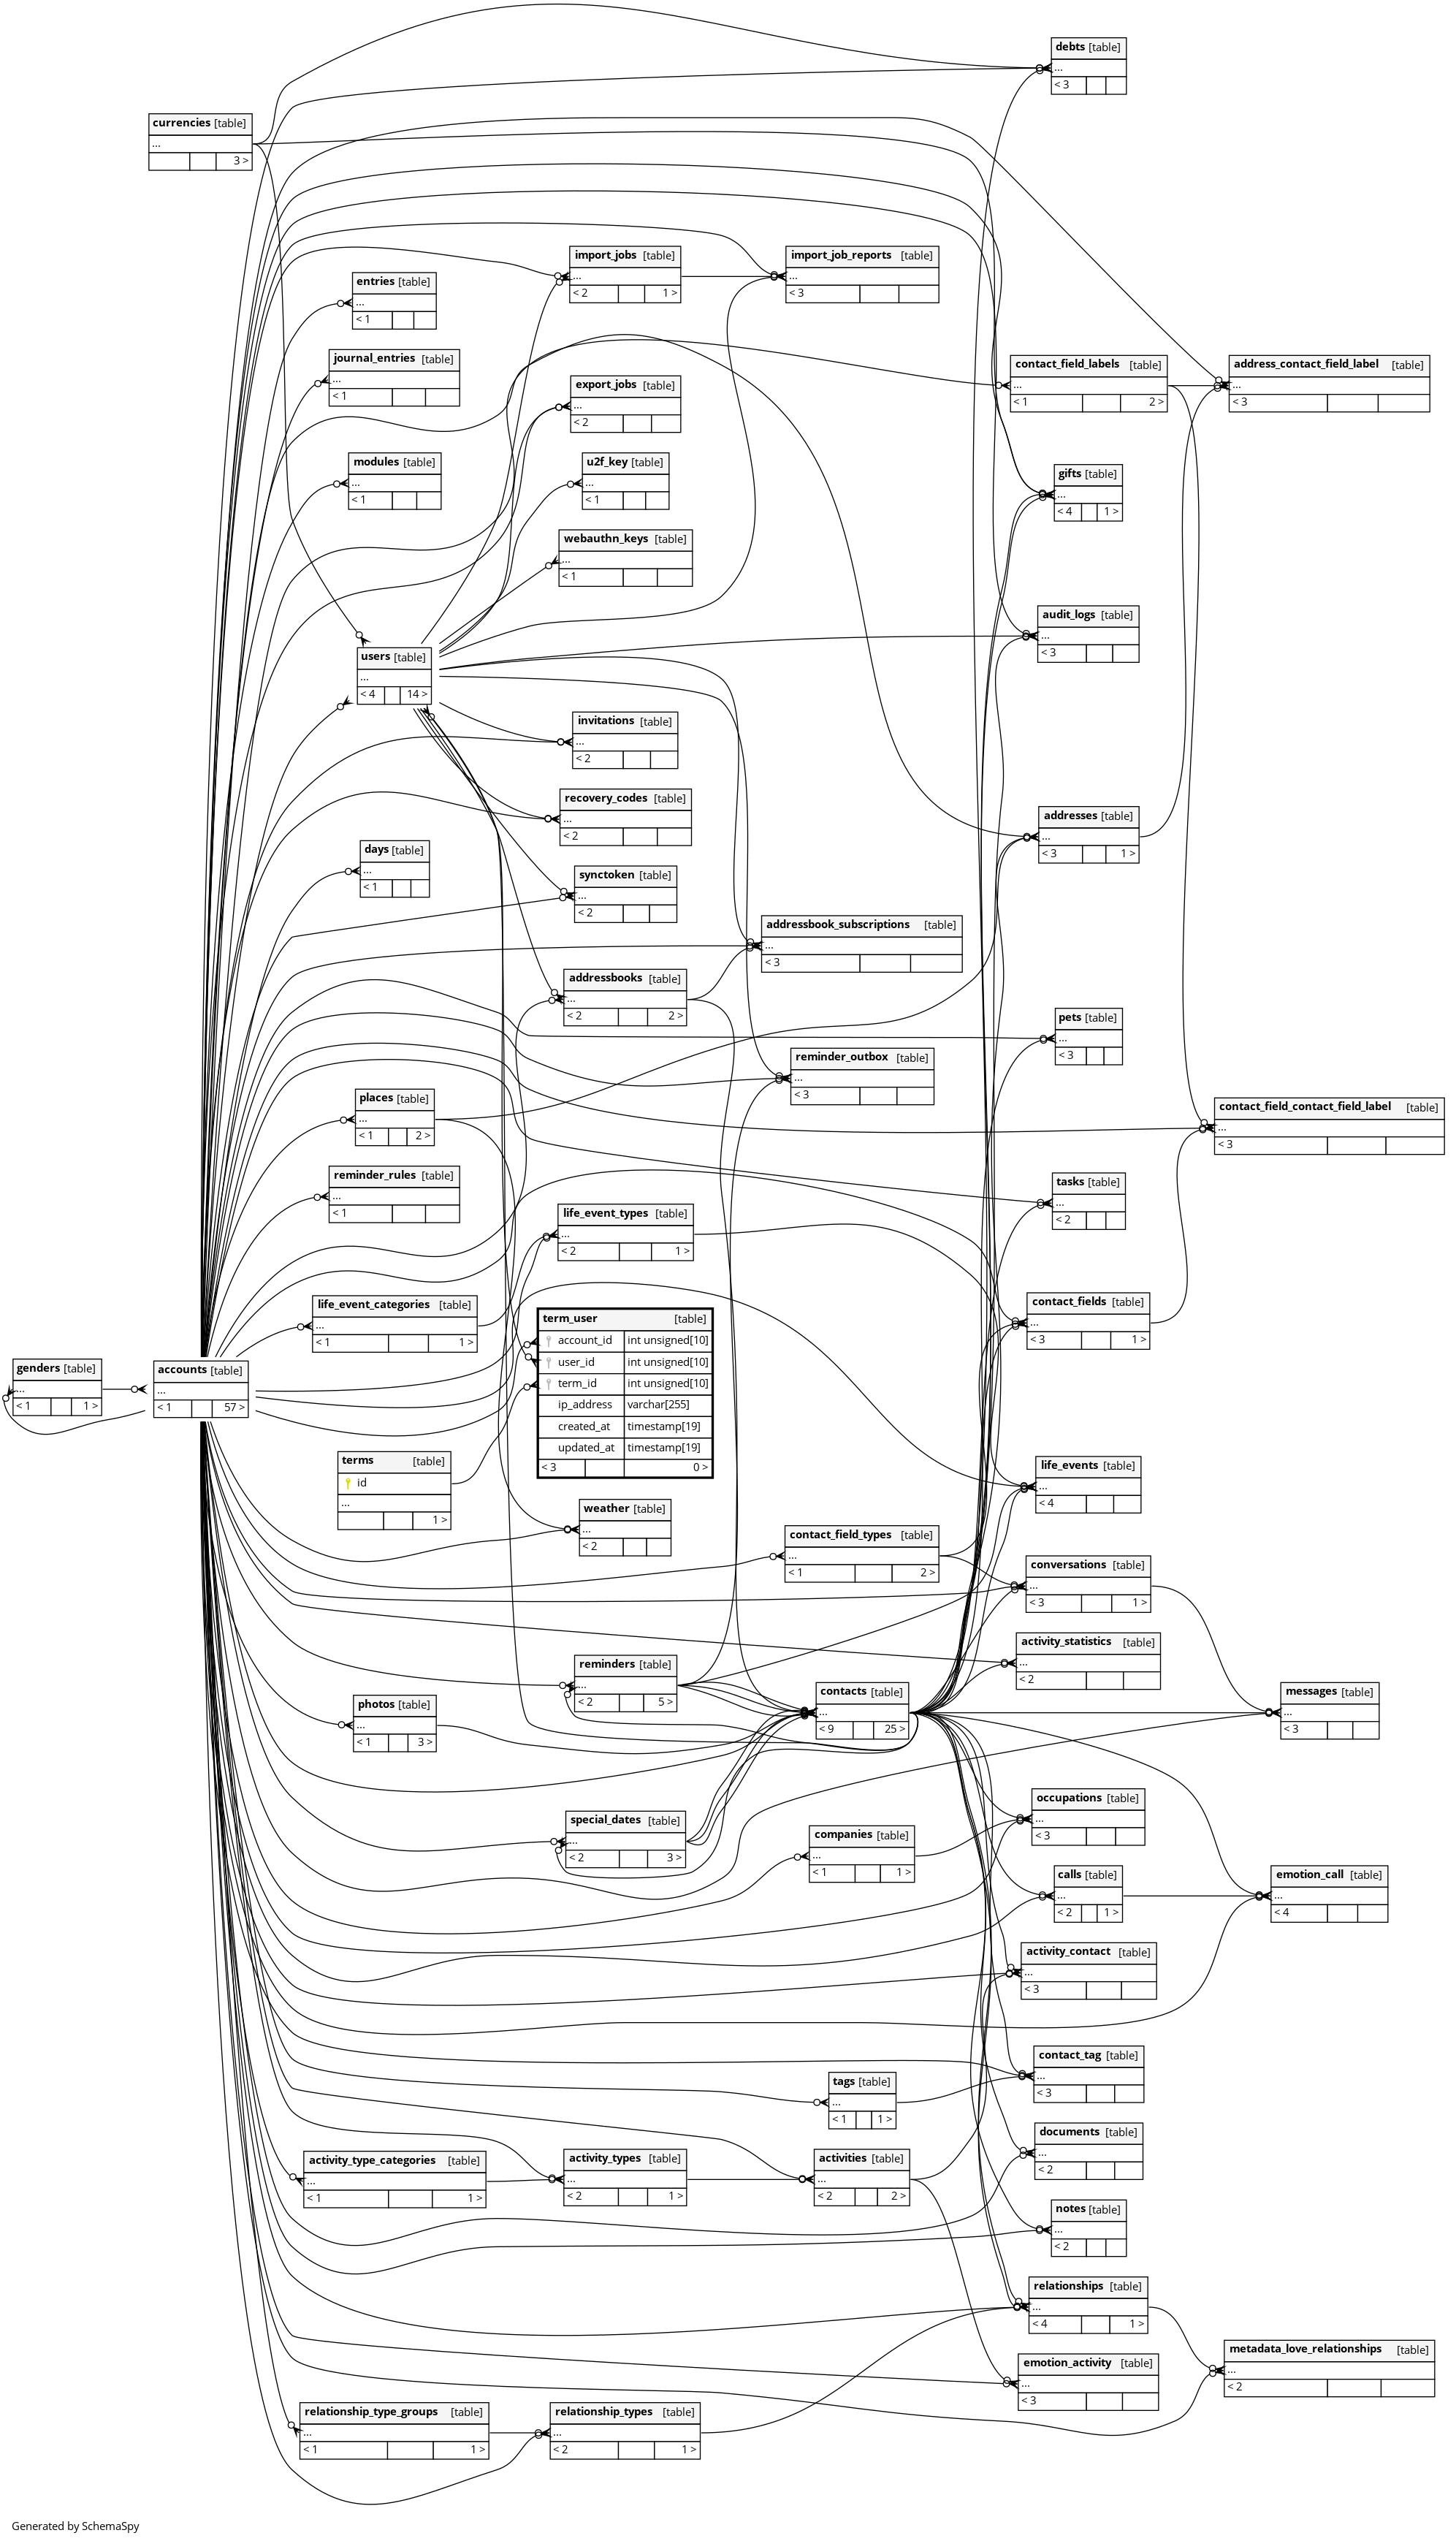 debts [table]
...
< 3
currencies [table]
...
3 >
import_jobs [table]
...
< 2 1 >
import_job_reports [table]
...
< 3
entries [table]
...
< 1
journal_entries [table]
...
< 1
contact_field_labels [table]
...
< 1 2 >
address_contact_field_label [table]
...
< 3
export_jobs [table]
...
< 2
modules [table]
...
< 1
u2f_key [table]
...
< 1
gifts [table]
...
< 4 1 >
webauthn_keys [table]
...
< 1
audit_logs [table]
...
< 3
users [table]
...
< 4 14 >
invitations [table]
...
< 2
recovery_codes [table]
...
< 2
addresses [table]
...
< 3 1 >
days [table]
...
< 1
synctoken [table]
...
< 2
addressbook_subscriptions [table]
...
< 3
addressbooks [table]
...
< 2 2 >
pets [table]
...
< 3
reminder_outbox [table]
...
< 3
places [table]
...
< 1 2 >
contact_field_contact_field_label [table]
...
< 3
reminder_rules [table]
...
< 1
tasks [table]
...
< 2
life_event_types [table]
...
< 2 1 >
life_event_categories [table]
...
< 1 1 >
contact_fields [table]
...
< 3 1 >
term_user [table]
account_id int unsigned[10]
user_id int unsigned[10]
term_id int unsigned[10]
ip_address varchar[255]
created_at timestamp[19]
updated_at timestamp[19]
< 3 0 >
genders [table]
...
< 1 1 >
accounts [table]
...
< 1 57 >
terms [table]
id
...
1 >
life_events [table]
...
< 4
weather [table]
...
< 2
contact_field_types [table]
...
< 1 2 >
conversations [table]
...
< 3 1 >
activity_statistics [table]
...
< 2
reminders [table]
...
< 2 5 >
contacts [table]
...
< 9 25 >
messages [table]
...
< 3
photos [table]
...
< 1 3 >
occupations [table]
...
< 3
special_dates [table]
...
< 2 3 >
companies [table]
...
< 1 1 >
calls [table]
...
< 2 1 >
emotion_call [table]
...
< 4
activity_contact [table]
...
< 3
contact_tag [table]
...
< 3
tags [table]
...
< 1 1 >
documents [table]
...
< 2
activity_type_categories [table]
...
< 1 1 >
activity_types [table]
...
< 2 1 >
activities [table]
...
< 2 2 >
notes [table]
...
< 2
relationships [table]
...
< 4 1 >
metadata_love_relationships [table]
...
< 2
emotion_activity [table]
...
< 3
relationship_type_groups [table]
...
< 1 1 >
relationship_types [table]
...
< 2 1 >
Generated by SchemaSpy